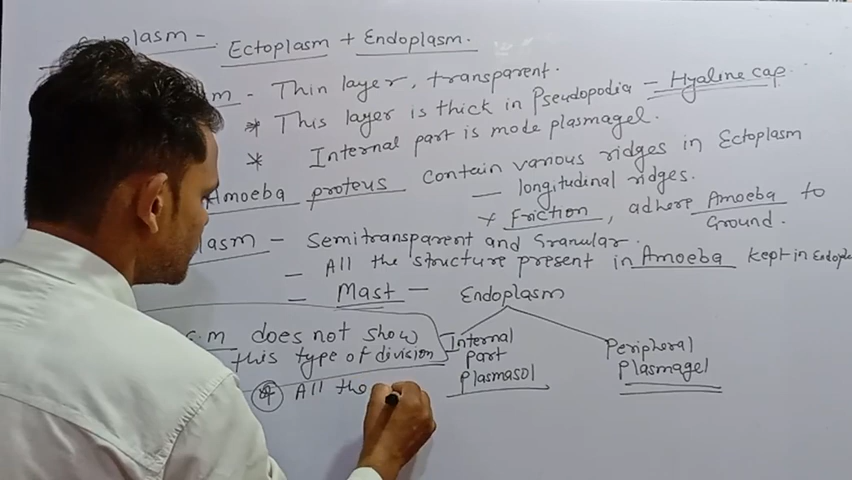 plasm - Ectoplasm + Endoplasm.
m - Thin layer, transparent.
* This layer is thick in Pseudopodia - Hyaline cap.
* Internal part is mode plasmagel.
Amoeba proteus contain various ridges in Ectoplasm
- longitudinal ridges.
* Friction, adhere Amoeba to
Ground.
lasm - Semitransparent and Granular.
- All the structure present in Amoeba kept in Endopl
- Mast - Endoplasm
E.M does not show
this type of division
Internal
Part
Plasmasol
Peripheral
Plasmagel
* All the